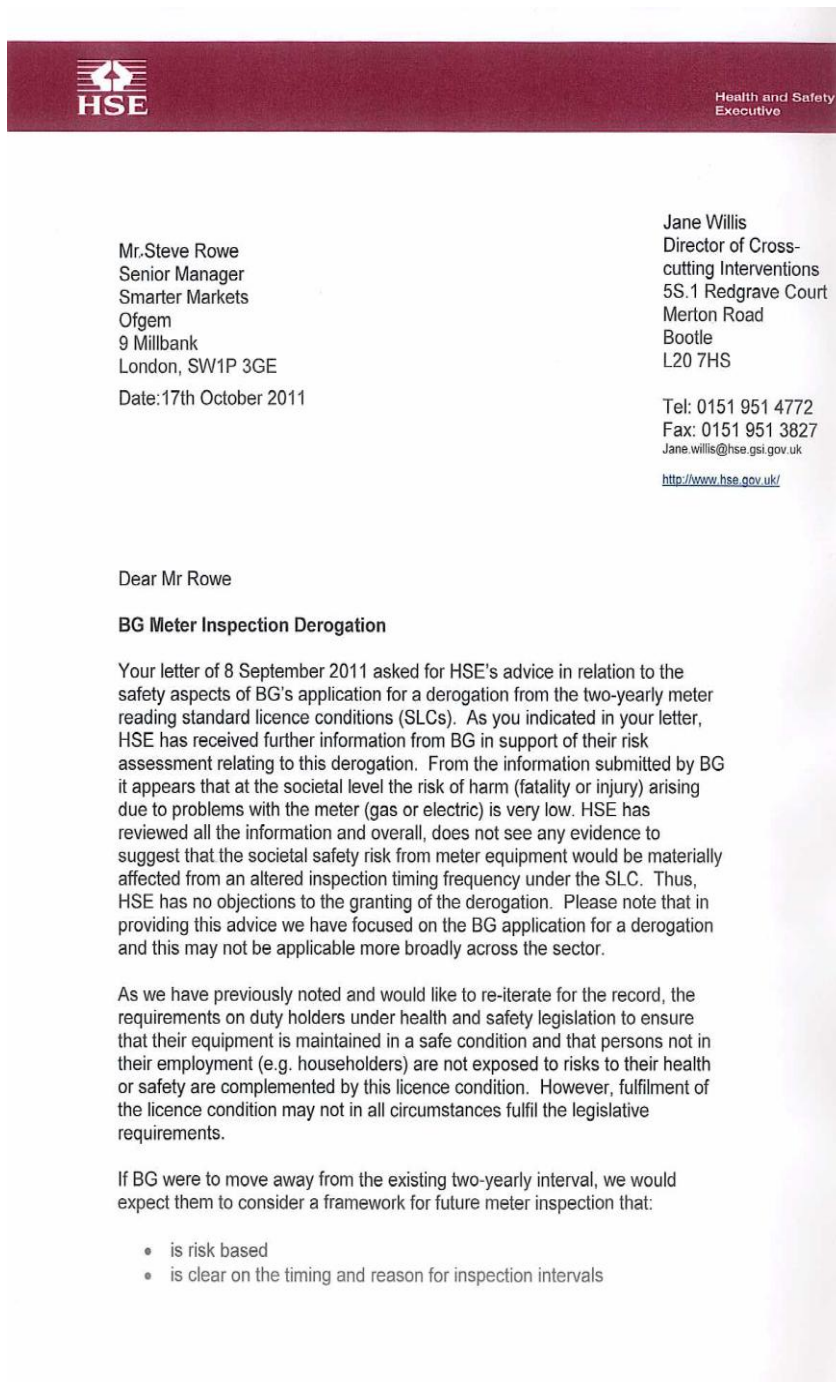 HSE
Health and Safety
Executive
Mr. Steve Rowe
Senior Manager
Smarter Markets
Ofgem
9 Millbank
London, SW1P 3GE
Date:17th October 2011
Jane Willis
Director of Cross-
cutting Interventions
5S.1 Redgrave Court
Merton Road
Bootle
L20 7HS
Tel: 0151 951 4772
Fax: 0151 951 3827
Jane.willis@hse.gsi.gov.uk
http://www.hse.gov.uk/
Dear Mr Rowe
BG Meter Inspection Derogation
Your letter of 8 September 2011 asked for HSE's advice in relation to the
safety aspects of BG's application for a derogation from the two-yearly meter
reading standard licence conditions (SLCs).  As you indicated in your letter,
HSE has received further information from BG in support of their risk
assessment relating to this derogation.  From the information submitted by BG
it appears that at the societal level the risk of harm (fatality or injury) arising
due to problems with the meter (gas or electric) is very low. HSE has
reviewed all the information and overall, does not see any evidence to
suggest that the societal safety risk from meter equipment would be materially
affected from an altered inspection timing frequency under the SLC.  Thus,
HSE has no objections to the granting of the derogation.  Please note that in
providing this advice we have focused on the BG application for a derogation
and this may not be applicable more broadly across the sector.
As we have previously noted and would like to re-iterate for the record, the
requirements on duty holders under health and safety legislation to ensure
that their equipment is maintained in a safe condition and that persons not in
their employment (e.g. householders) are not exposed to risks to their health
or safety are complemented by this licence condition.  However, fulfilment of
the licence condition may not in all circumstances fulfil the legislative
requirements.
If BG were to move away from the existing two-yearly interval, we would
expect them to consider a framework for future meter inspection that:
• is risk based
• is clear on the timing and reason for inspection intervals